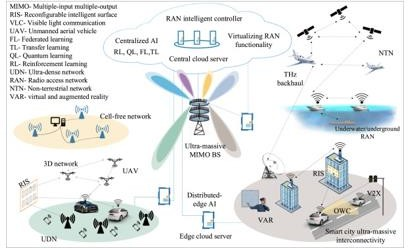 MIMO- Multiple-input multiple-output
RIS- Reconfigurable intelligent surface
VLC- Visible light communication
UAV- Unmanned aerial vehicle
FL- Federated learning
TL- Transfer learning
QL- Quantum learning
RL- Reinforcement learning
UDN- Ultra-dense network
RAN- Radio access network
NTN- Non-terrestrial network
VAR- virtual and augmented reality
RAN intelligent controller
Centralized AI
RL, QL, FL,TL
Virtualizing RAN
functionality
Central cloud server
NTN
THz
backhaul
Cell-free network
Underwater/underground
RAN
Ultra-massive
MIMO BS
3D network
UAV
RIS
UDN
Distributed-
edge AI
Edge cloud server
VAR
RIS
V2X
OWC
Smart city ultra-massive
interconnectivity